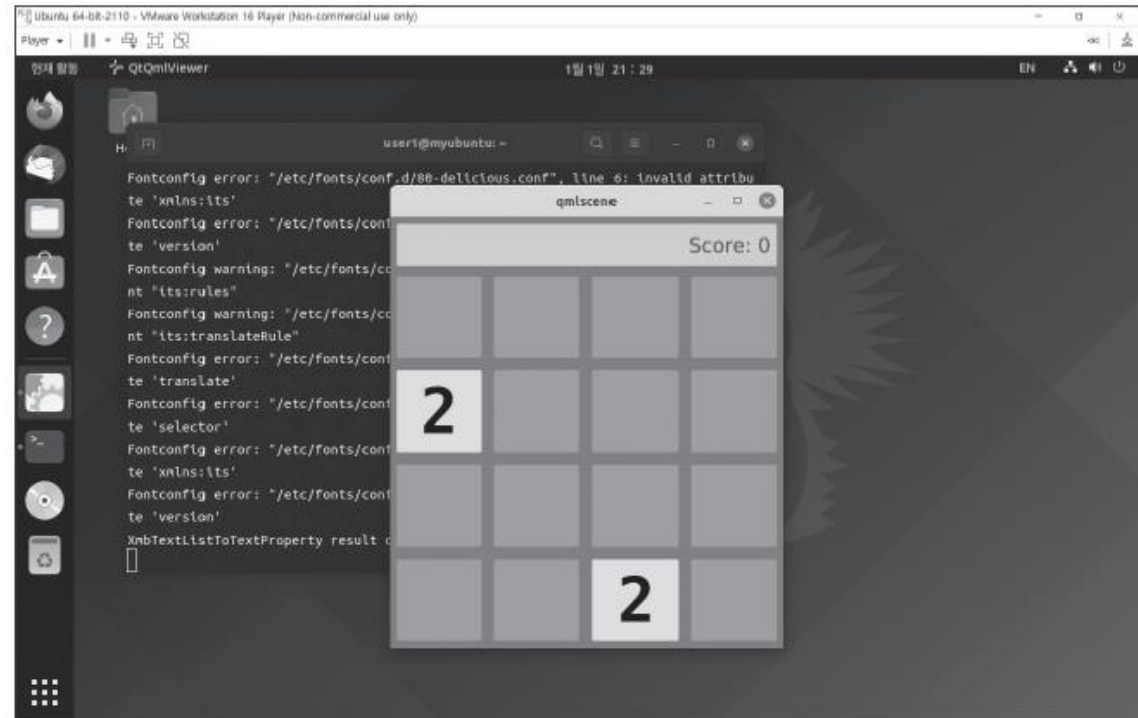 Ubuntu 64-bit-2110 - VMware Workstation 16 Player (Non-commercial use only)
Player
현재 활동
QtQmlViewer
1월 1일 21 : 29
EN
user1@myubuntu: ~
Fontconfig error: "/etc/fonts/conf.d/80-delicious.conf", line 6: invalid attribu
te 'xmlns:its'
Fontconfig error: "/etc/fonts/conf
te 'version'
Fontconfig warning: "/etc/fonts/co
nt "its:rules"
Fontconfig warning: "/etc/fonts/co
nt "its:translateRule"
Fontconfig error: "/etc/fonts/conf
te 'translate'
Fontconfig error: "/etc/fonts/conf
te 'selector'
Fontconfig error: "/etc/fonts/conf
te 'xmlns:its'
Fontconfig error: "/etc/fonts/conf
te 'version'
XmbTextListToTextProperty result c
qmlscene
Score: 0
2
2